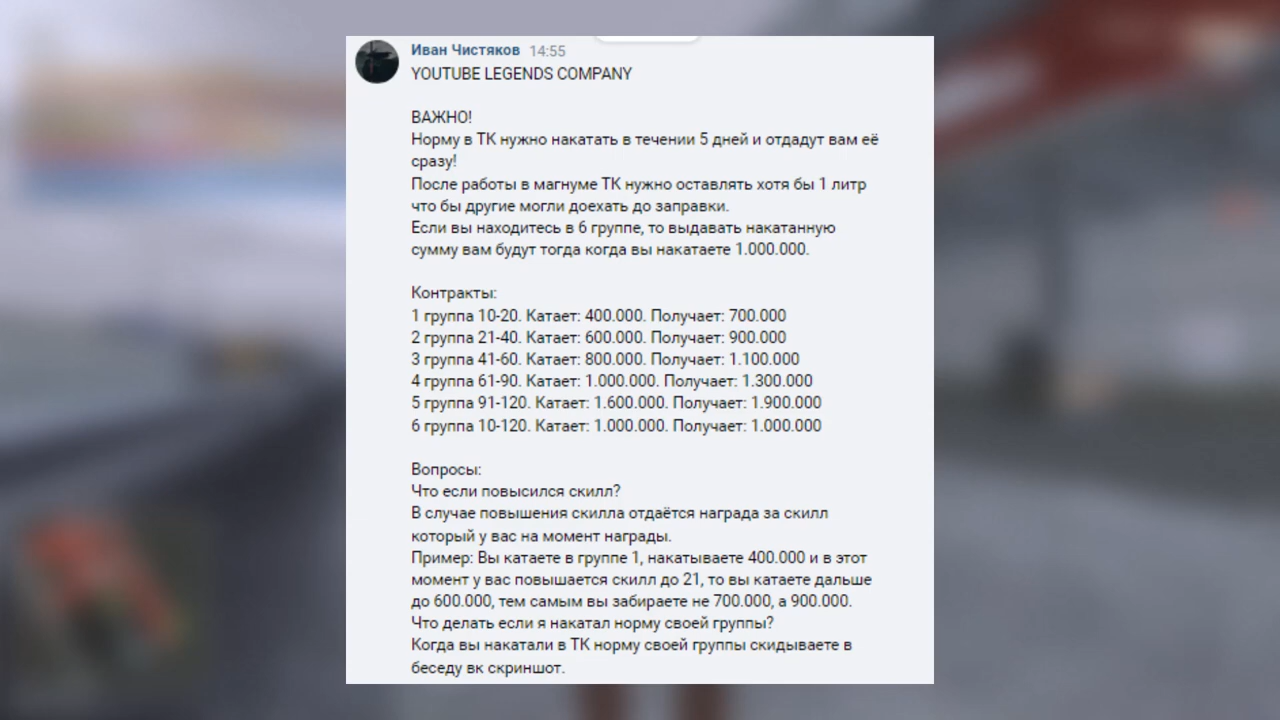 Иван Чистяков 14:55
YOUTUBE LEGENDS COMPANY
ВАЖНО!
Норму в ТК нужно накатать в течении 5 дней и отдадут вам её
сразу!
После работы в магнуме ТК нужно оставлять хотя бы 1 литр
что бы другие могли доехать до заправки.
Если вы находитесь в 6 группе, то выдавать накатанную
сумму вам будут тогда когда вы накатаете 1.000.000.
Контракты:
1 группа 10-20. Катает: 400.000. Получает: 700.000
2 группа 21-40. Катает: 600.000. Получает: 900.000
3 группа 41-60. Катает: 800.000. Получает: 1.100.000
4 группа 61-90. Катает: 1.000.000. Получает: 1.300.000
5 группа 91-120. Катает: 1.600.000. Получает: 1.900.000
6 группа 10-120. Катает: 1.000.000. Получает: 1.000.000
Вопросы:
Что если повысился скилл?
В случае повышения скилла отдаётся награда за скилл
который у вас на момент награды.
Пример: Вы катаете в группе 1, накатываете 400.000 и в этот
момент у вас повышается скилл до 21, то вы катаете дальше
до 600.000, тем самым вы забираете не 700.000, а 900.000.
Что делать если я накатал норму своей группы?
Когда вы накатали в ТК норму своей группы скидываете в
беседу вк скриншот.